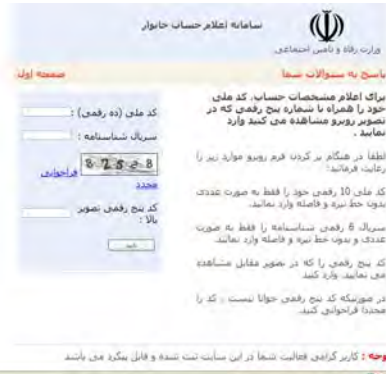 سامانه اعلام حساب خانوار
وزارت رفاه و تامین اجتماعی
پاسخ به سئوالات شما
صفحه اول
برای اعلام مشخصات حساب، کد ملی
خود را همراه با شماره پنج رقمی که در
تصویر روبرو مشاهده می کنید وارد
نمایید .
لطفا در هنگام پر کردن فرم روبرو موارد زیر را
رعایت فرمائید:
کد ملی 10 رقمی خود را فقط به صورت عددی
بدون خط تیره و فاصله وارد نمائید.
سریال 6 رقمی شناسنامه را فقط به صورت
عددی و بدون خط تیره و فاصله وارد نمائید.
کد پنج رقمی را که در تصویر مقابل مشاهده
می نمایید، وارد کنید
در صورتیکه کد پنج رقمی خوانا نیست ، کد را
مجددا فراخوانی کنید.
کد ملی (ده رقمی) :
سریال شناسنامه :
8 2 5 2 8
فراخوانی
مجدد
کد پنج رقمی تصویر
بالا :
تایید
وجه : کاربر گرامی فعالیت شما در این سایت ثبت شده و قابل پیگرد می باشد